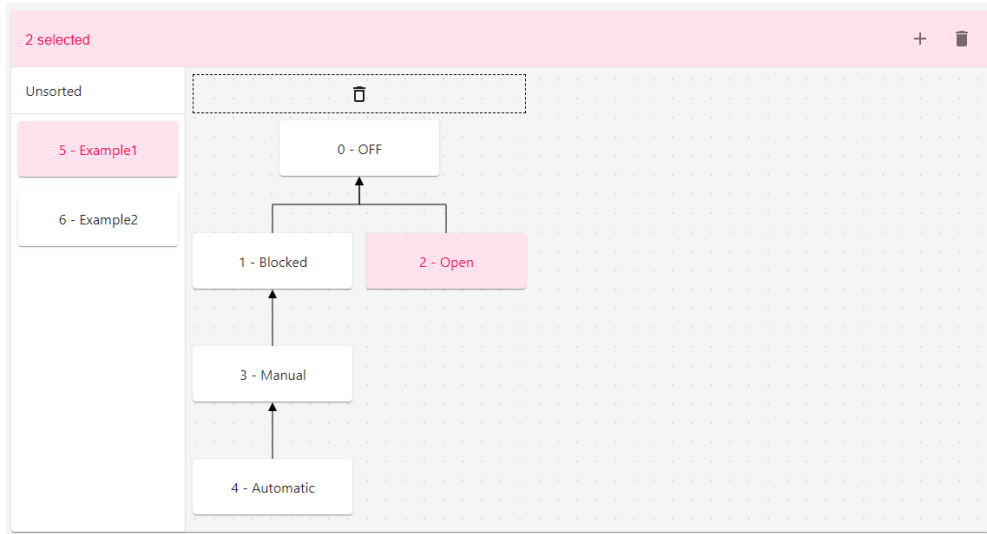 2 selected
Unsorted
5 - Example1
6 - Example2
0 - OFF
1 - Blocked
2 - Open
3 - Manual
4 - Automatic